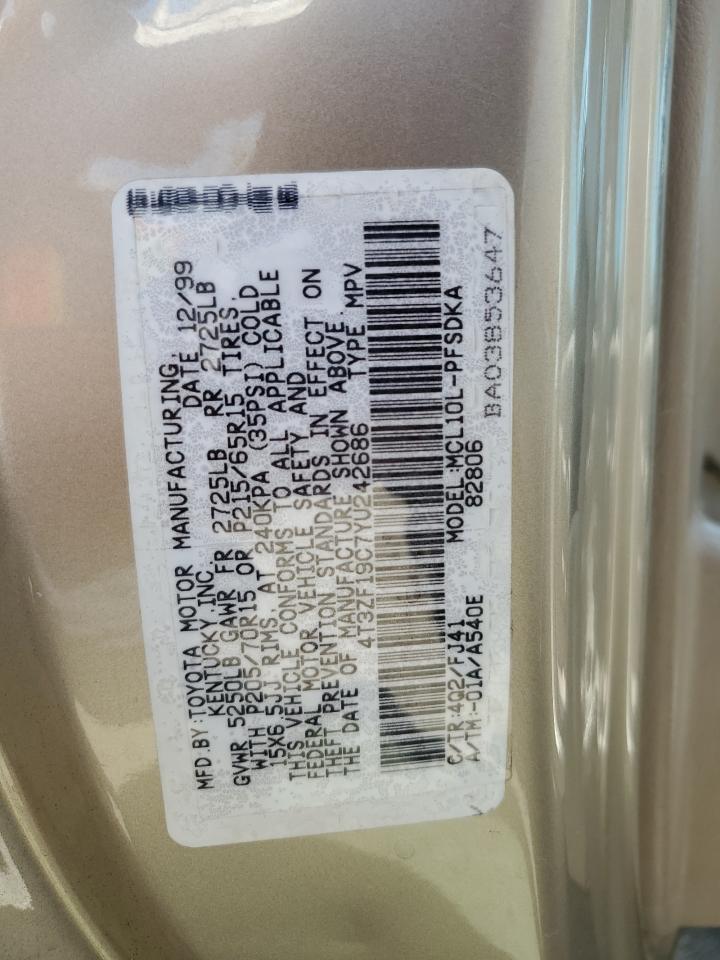 MFD.BY:TOYOTA MOTOR MANUFACTURING,
KENTUCKY,INC. DATE 12/99
GVWR 5250LB GAWR FR 2725LB RR 2725LB
WITH P205/70R15 OR P215/65R15 TIRES,
15X6.5JJ RIMS, AT 240KPA (35PSI) COLD
THIS VEHICLE CONFORMS TO ALL APPLICABLE
FEDERAL MOTOR VEHICLE SAFETY AND
THEFT PREVENTION STANDARDS IN EFFECT ON
THE DATE OF MANUFACTURE SHOWN ABOVE.
4T3ZF19C7YU242686 TYPE MPV
C/TR:4Q2/FJ41 MODEL:MCL10L-PFSDKA
A/TM:-01A/A540E 82806
BA03853647